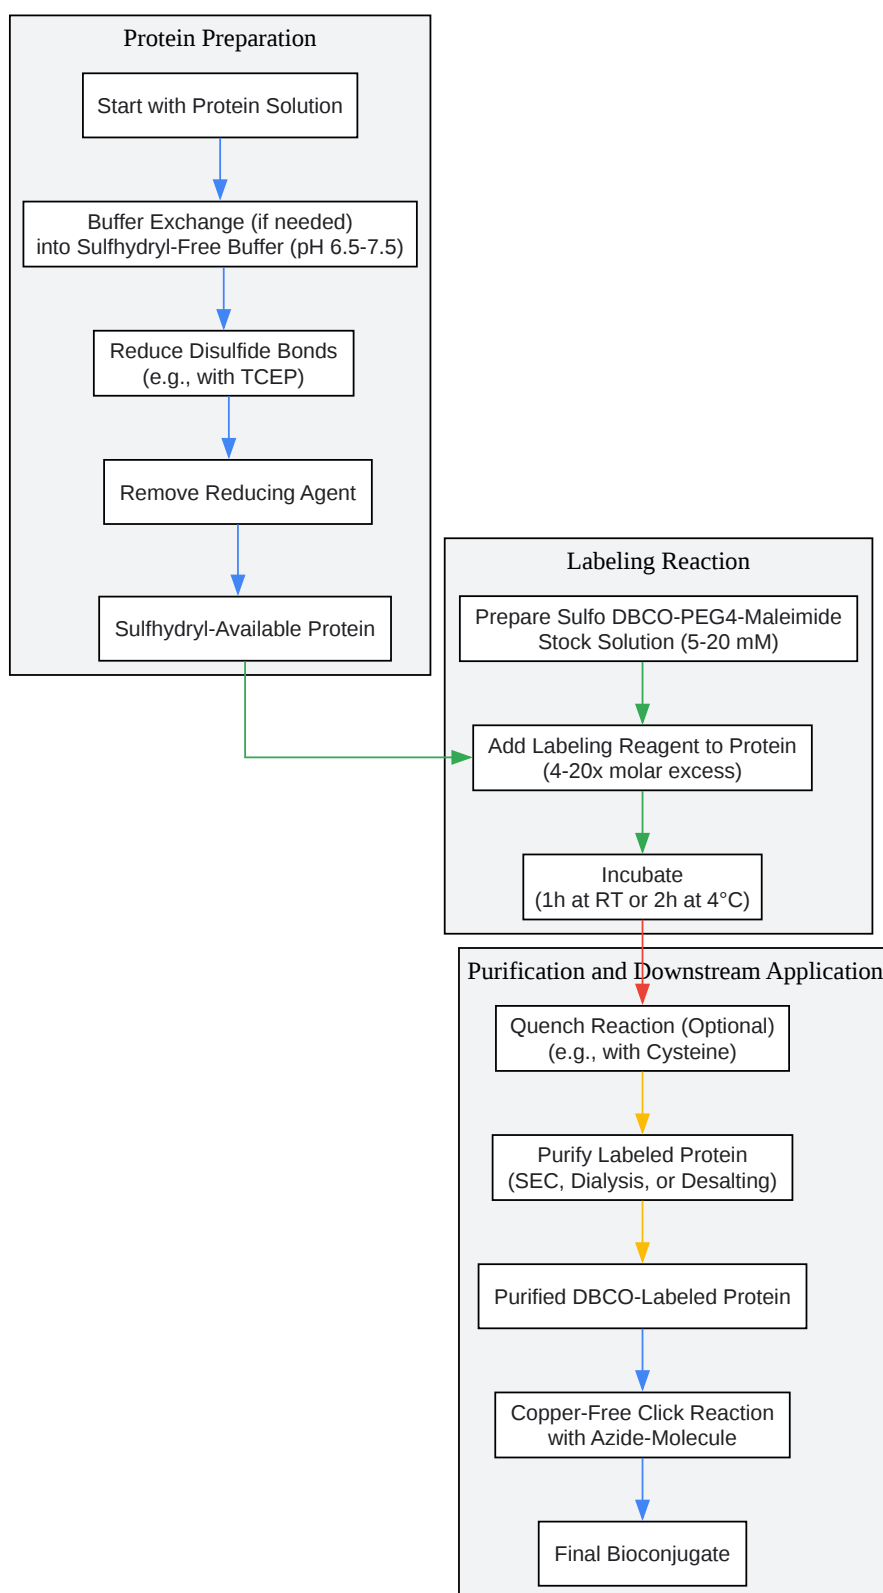 Protein Preparation
Start with Protein Solution
Buffer Exchange (if needed)
into Sulfhydryl-Free Buffer (pH 6.5-7.5)
Reduce Disulfide Bonds
(e.g., with TCEP)
Remove Reducing Agent
Sulfhydryl-Available Protein
Labeling Reaction
Prepare Sulfo DBCO-PEG4-Maleimide
Stock Solution (5-20 mM)
Add Labeling Reagent to Protein
(4-20x molar excess)
Incubate
(1h at RT or 2h at 4°C)
Purification and Downstream Application
Quench Reaction (Optional)
(e.g., with Cysteine)
Purify Labeled Protein
(SEC, Dialysis, or Desalting)
Purified DBCO-Labeled Protein
Copper-Free Click Reaction
with Azide-Molecule
Final Bioconjugate